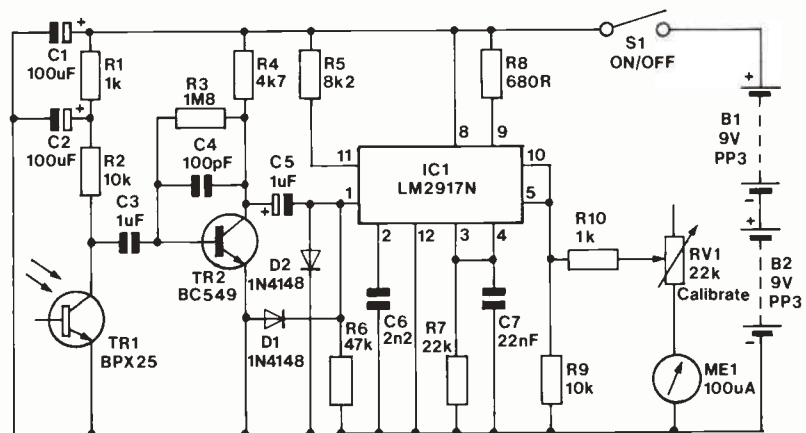 +
C1
100uF
R1
1k
+
C2
100uF
R2
10k
C3
1uF
TR1
BPX25
R3
1M8
C4
100pF
R4
4k7
R5
8k2
C5
1uF
+
TR2
BC549
D2
1N4148
D1
1N4148
R6
47k
11
1
8
9
10
5
IC1
LM2917N
2
12
3
4
C6
2n2
R7
22k
C7
22nF
R8
680R
R10
1k
R9
10k
RV1
22k
Calibrate
ME1
100uA
S1
ON/OFF
+
B1
9V
PP3
-
+
B2
9V
PP3
-